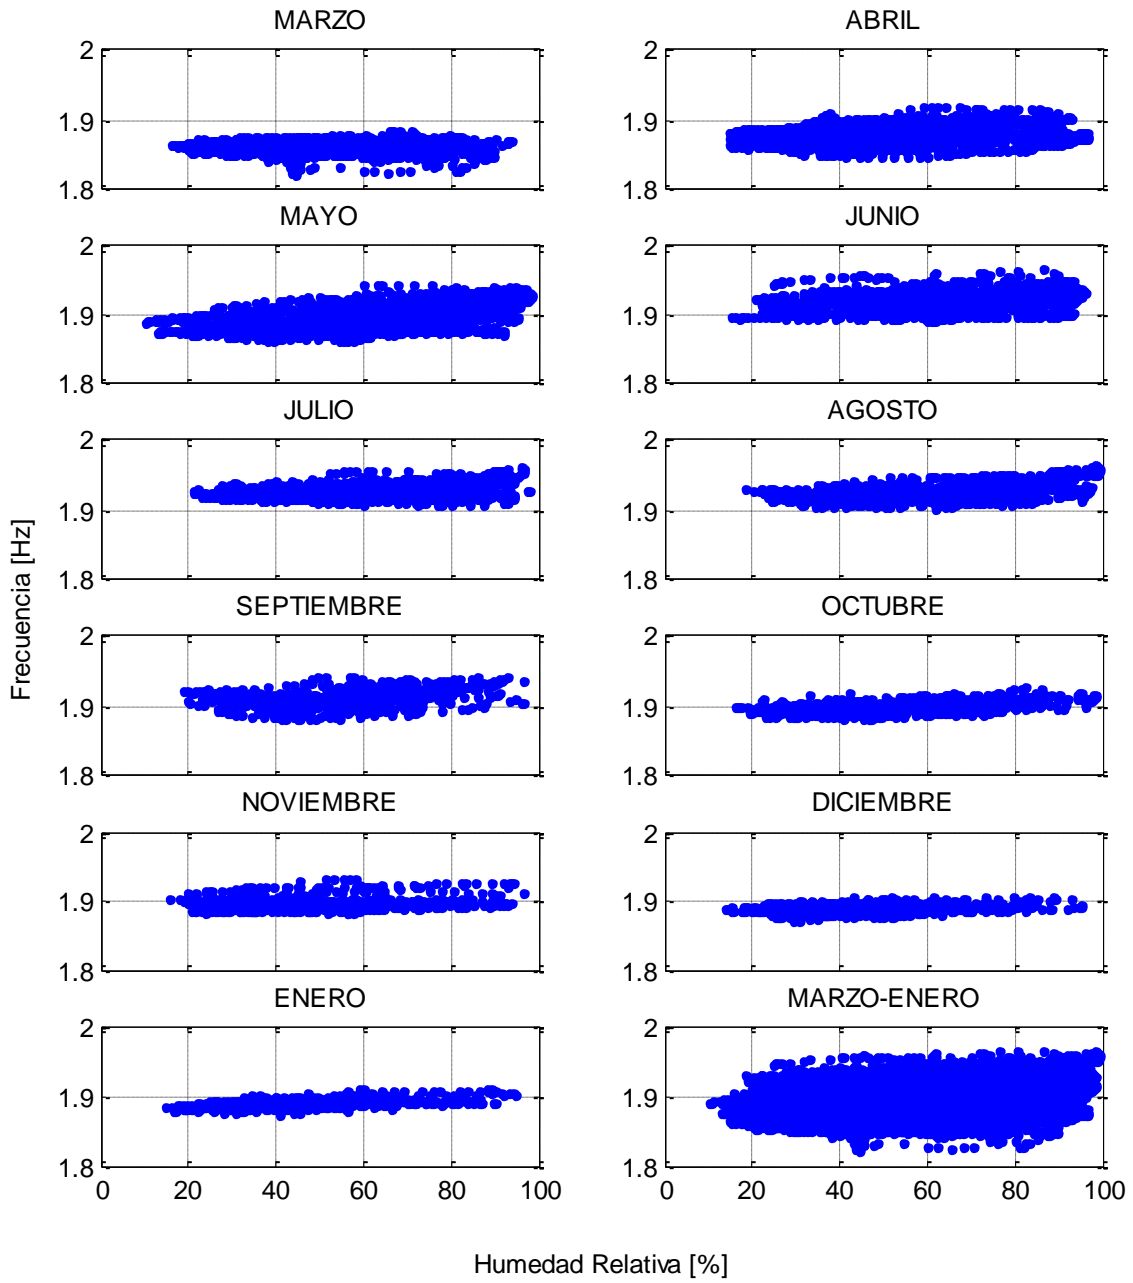 MARZO
ABRIL
2
1.9
1.8
2
1.9
1.8
MAYO
JUNIO
2
1.9
1.8
2
1.9
1.8
JULIO
AGOSTO
2
1.9
1.8
2
1.9
1.8
Frecuencia [Hz]
SEPTIEMBRE
OCTUBRE
2
1.9
1.8
2
1.9
1.8
NOVIEMBRE
DICIEMBRE
2
1.9
1.8
2
1.9
1.8
ENERO
MARZO-ENERO
2
1.9
1.8
2
1.9
1.8
0 20 40 60 80 100
0 20 40 60 80 100
Humedad Relativa [%]